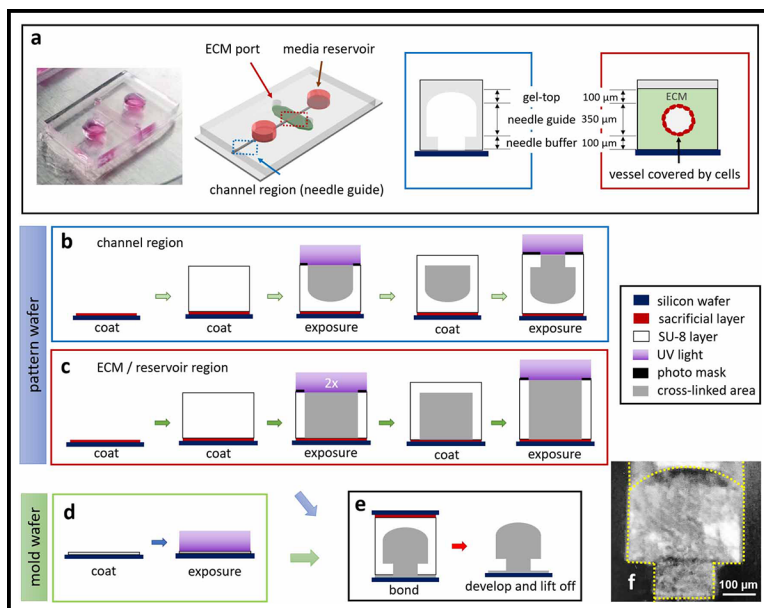 a
ECM port
media reservoir
channel region (needle guide)
gel-top
needle guide
needle buffer
100 µm
350 µm
100 µm
ECM
vessel covered by cells
pattern wafer
b
channel region
coat
coat
exposure
coat
exposure
c
ECM / reservoir region
2x
coat
coat
exposure
coat
exposure
silicon wafer
sacrificial layer
SU-8 layer
UV light
photo mask
cross-linked area
mold wafer
d
coat
exposure
e
bond
develop and lift off
f
100 µm